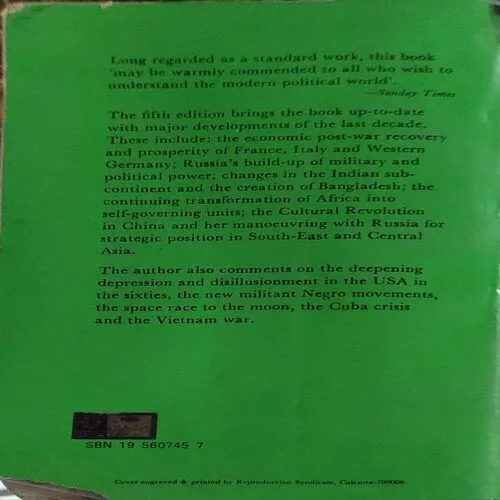 Long regarded as a standard work, this book
'may be warmly commended to all who wish to
understand the modern political world'.
—Sunday Times
The fifth edition brings the book up-to-date
with major developments of the last decade.
These include: the economic post-war recovery
and prosperity of France, Italy and Western
Germany; Russia's build-up of military and
political power; changes in the Indian sub-
continent and the creation of Bangladesh; the
continuing transformation of Africa into
self-governing units; the Cultural Revolution
in China and her manoeuvring with Russia for
strategic position in South-East and Central
Asia.
The author also comments on the deepening
depression and disillusionment in the USA in
the sixties, the new militant Negro movements,
the space race to the moon, the Cuba crisis
and the Vietnam war.
SBN 19 560745 7
Cover engraved & printed by Reproduction Syndicate, Calcutta-700006